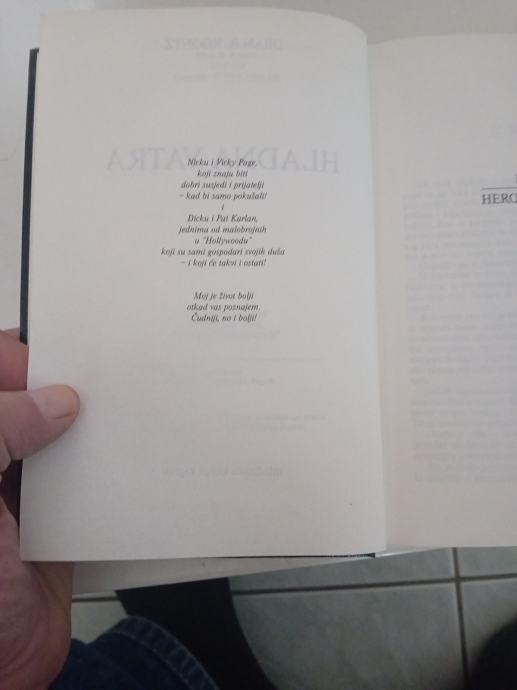 Nicku i Vicky Page,
koji znaju biti
dobri susjedi i prijatelji
– kad bi samo pokušali!
i
Dicku i Pat Karlan,
jednima od malobrojnih
u "Hollywoodu"
koji su sami gospodari svojih duša
– i koji će takvi i ostati!
Moj je život bolji
otkad vas poznajem.
Čudniji, no i bolji!
HERO
HLADNA VATRA